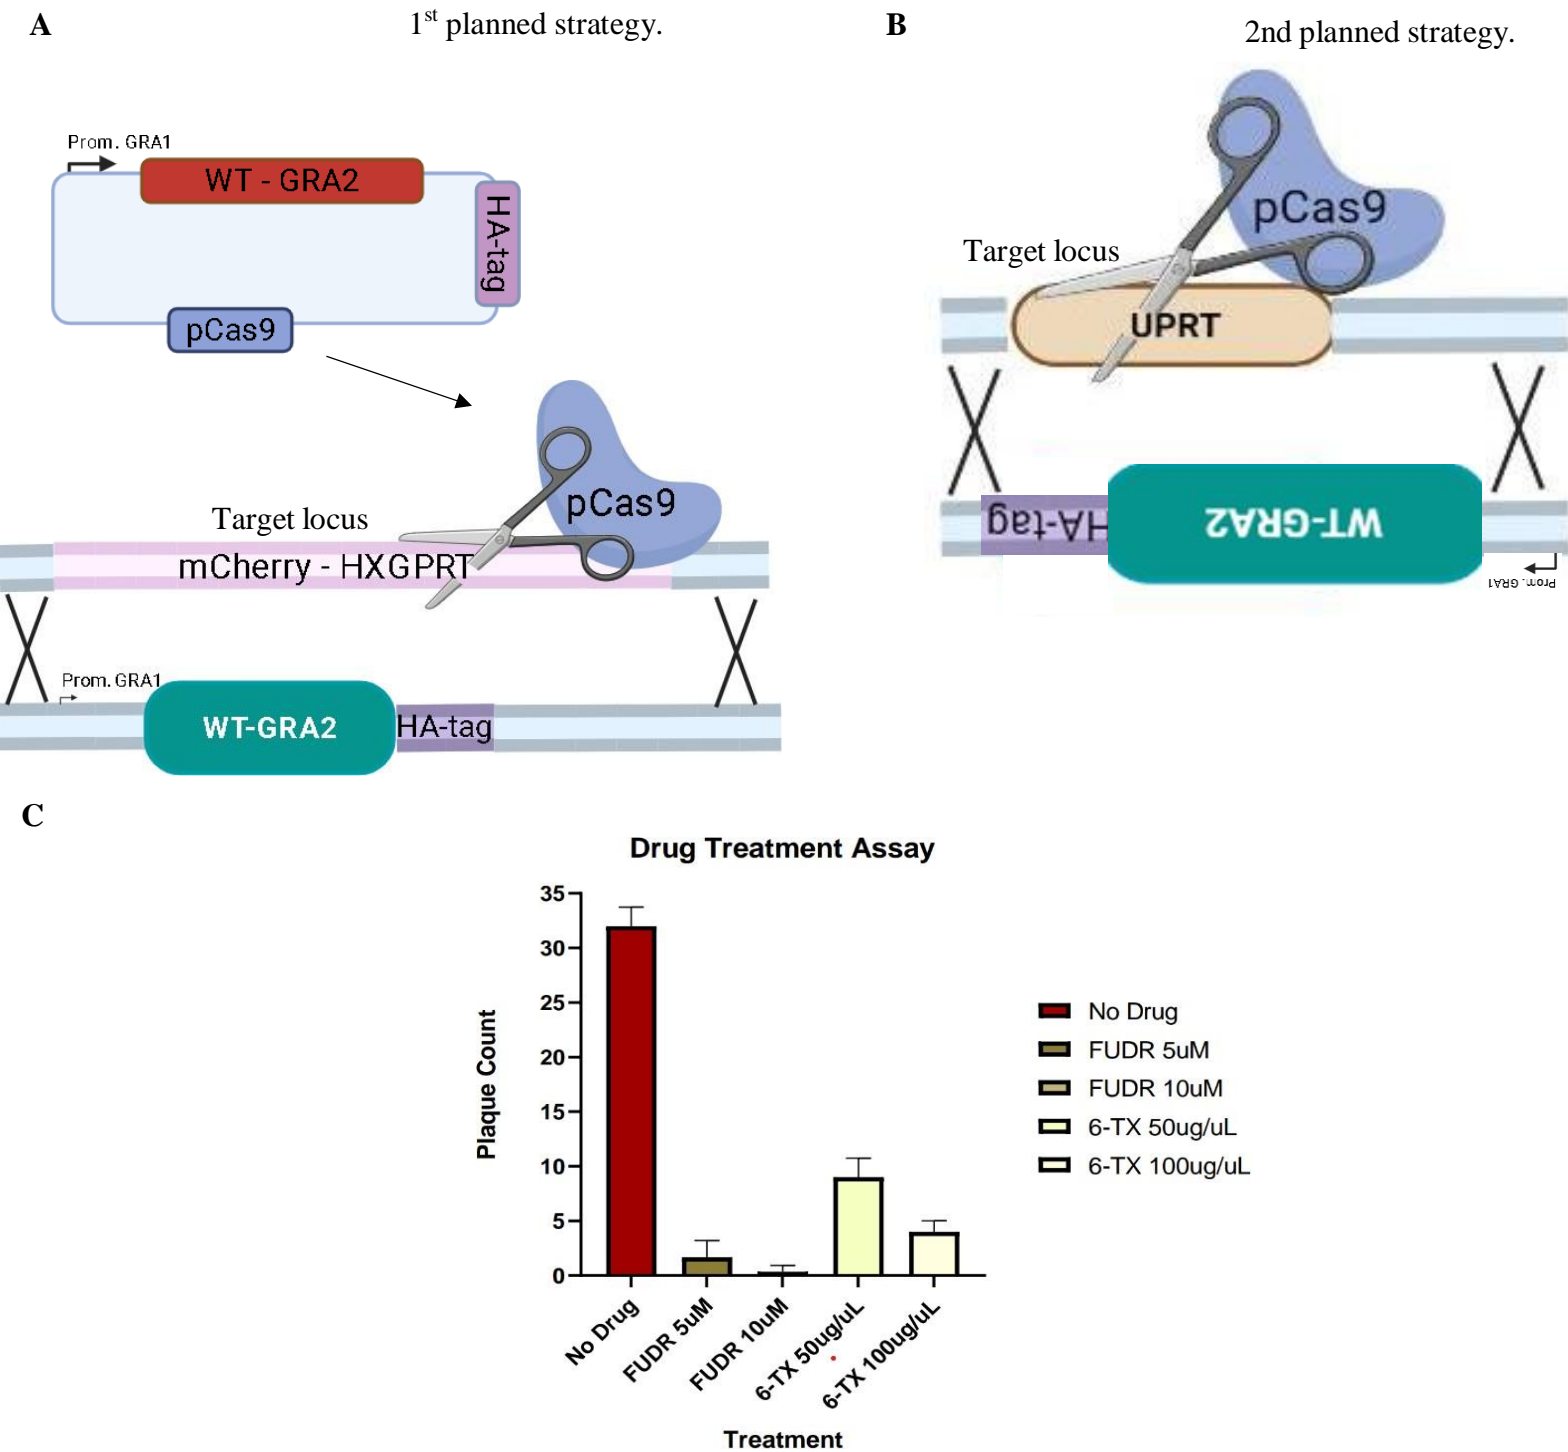 A
1st planned strategy.
Prom. GRA1
WT - GRA2
HA-tag
pCas9
pCas9
Target locus
mCherry - HXGPRT
Prom. GRA1
WT-GRA2
HA-tag
B
2nd planned strategy.
pCas9
Target locus
UPRT
HA-tag
WT-GRA2
Prom. GRA1
C
Drug Treatment Assay
Plaque Count
35
30
25
20
15
10
5
0
No Drug
FUDR 5uM
FUDR 10uM
6-TX 50ug/uL
6-TX 100ug/uL
Treatment
No Drug
FUDR 5uM
FUDR 10uM
6-TX 50ug/uL
6-TX 100ug/uL